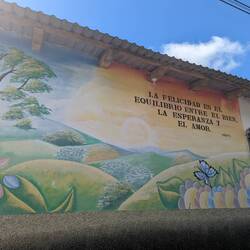 LA FELICIDAD ES EL
EQUILIBRIO ENTRE EL BIEN,
LA ESPERANZA Y
EL AMOR.